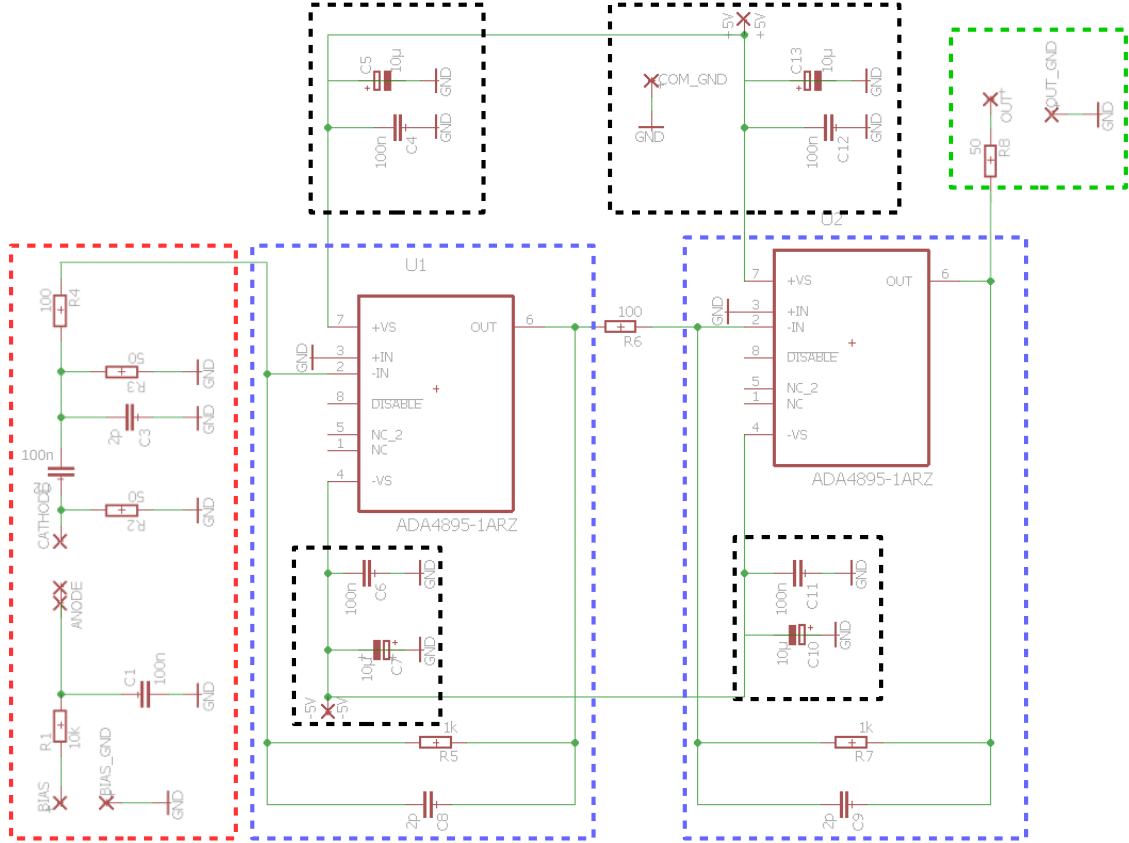 +5V
+5V
C5
10µ
GND
C4
100n
GND
COM_GND
GND
C13
10µ
GND
C12
100n
GND
OUT
OUT_GND
GND
50
R8
U1
7
+VS
3
+IN
2
-IN
8
DISABLE
5
NC_2
1
NC
4
-VS
OUT
6
GND
ADA4895-1ARZ
100
R6
U2
7
+VS
3
+IN
2
-IN
8
DISABLE
5
NC_2
1
NC
4
-VS
OUT
6
GND
ADA4895-1ARZ
100
R4
50
R3
GND
2p
C3
GND
100n
50
R2
GND
CATHODE
ANODE
C1
100n
GND
R1
10k
BIAS
BIAS_GND
GND
100n
C6
GND
10µ
C7
GND
-5V
-5V
100n
C11
GND
10µ
C10
GND
1k
R5
2p
C8
1k
R7
2p
C9